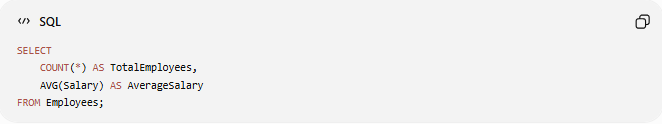 SQL
SELECT
    COUNT(*) AS TotalEmployees,
    AVG(Salary) AS AverageSalary
FROM Employees;